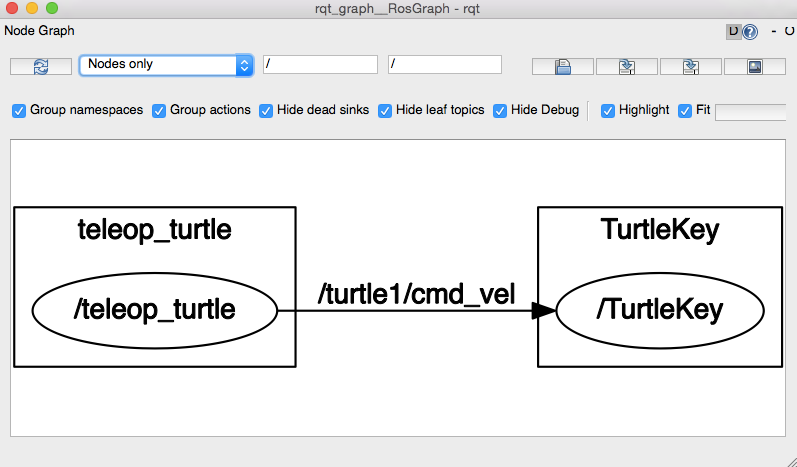 rqt_graph__RosGraph - rqt
Node Graph
D ? - O
Nodes only / /
Group namespaces Group actions Hide dead sinks Hide leaf topics Hide Debug Highlight Fit
teleop_turtle TurtleKey
/teleop_turtle /turtle1/cmd_vel /TurtleKey